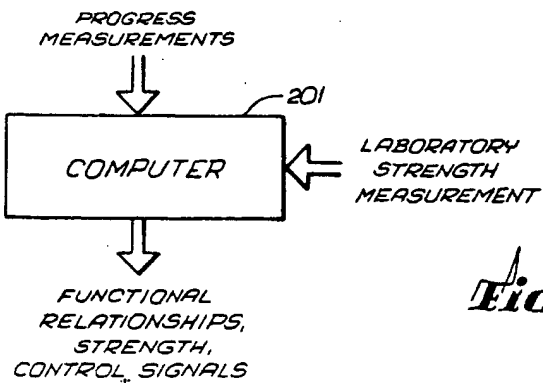 PROGRESS
MEASUREMENTS
201
COMPUTER
LABORATORY
STRENGTH
MEASUREMENT
FUNCTIONAL
RELATIONSHIPS,
STRENGTH,
CONTROL SIGNALS